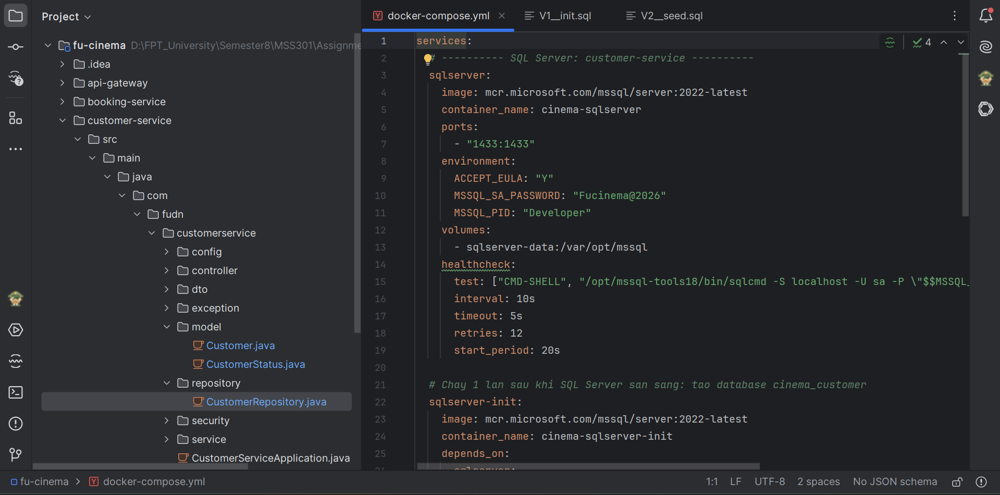 Project
docker-compose.yml
V1__init.sql
V2__seed.sql
fu-cinema D:\FPT_University\Semester8\MSS301\Assignme
.idea
api-gateway
booking-service
customer-service
src
main
java
com
fudn
customerservice
config
controller
dto
exception
model
Customer.java
CustomerStatus.java
repository
CustomerRepository.java
security
service
CustomerServiceApplication.java
4
1 services:
2 # ---------- SQL Server: customer-service ----------
3 sqlserver:
4 image: mcr.microsoft.com/mssql/server:2022-latest
5 container_name: cinema-sqlserver
6 ports:
7 - "1433:1433"
8 environment:
9 ACCEPT_EULA: "Y"
10 MSSQL_SA_PASSWORD: "Fucinema@2026"
11 MSSQL_PID: "Developer"
12 volumes:
13 - sqlserver-data:/var/opt/mssql
14 healthcheck:
15 test: ["CMD-SHELL", "/opt/mssql-tools18/bin/sqlcmd -S localhost -U sa -P \"$$MSSQL_
16 interval: 10s
17 timeout: 5s
18 retries: 12
19 start_period: 20s
20
21 # Chay 1 lan sau khi SQL Server san sang: tao database cinema_customer
22 sqlserver-init:
23 image: mcr.microsoft.com/mssql/server:2022-latest
24 container_name: cinema-sqlserver-init
25 depends_on:
fu-cinema
docker-compose.yml
1:1 LF UTF-8 2 spaces No JSON schema